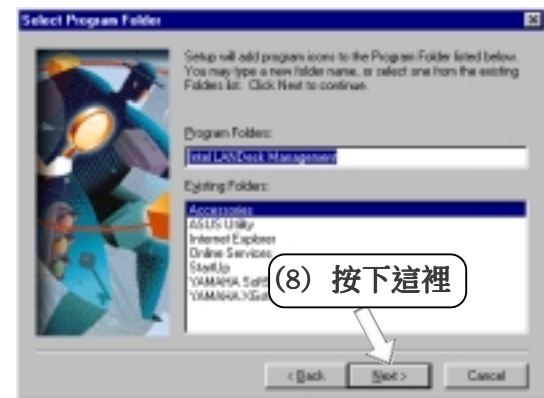 Select Program Folder
Setup will add program icons to the Program Folder listed below.
You may type a new folder name, or select one from the existing
Folders list. Click Next to continue.
Program Folders:
Intel LANDesk Management
Existing Folders:
Accessories
ASUS Utility
Internet Explorer
Online Services
StartUp
YAMAHA
YAMAHA
(8) 按下這裡
< Back
Next >
Cancel